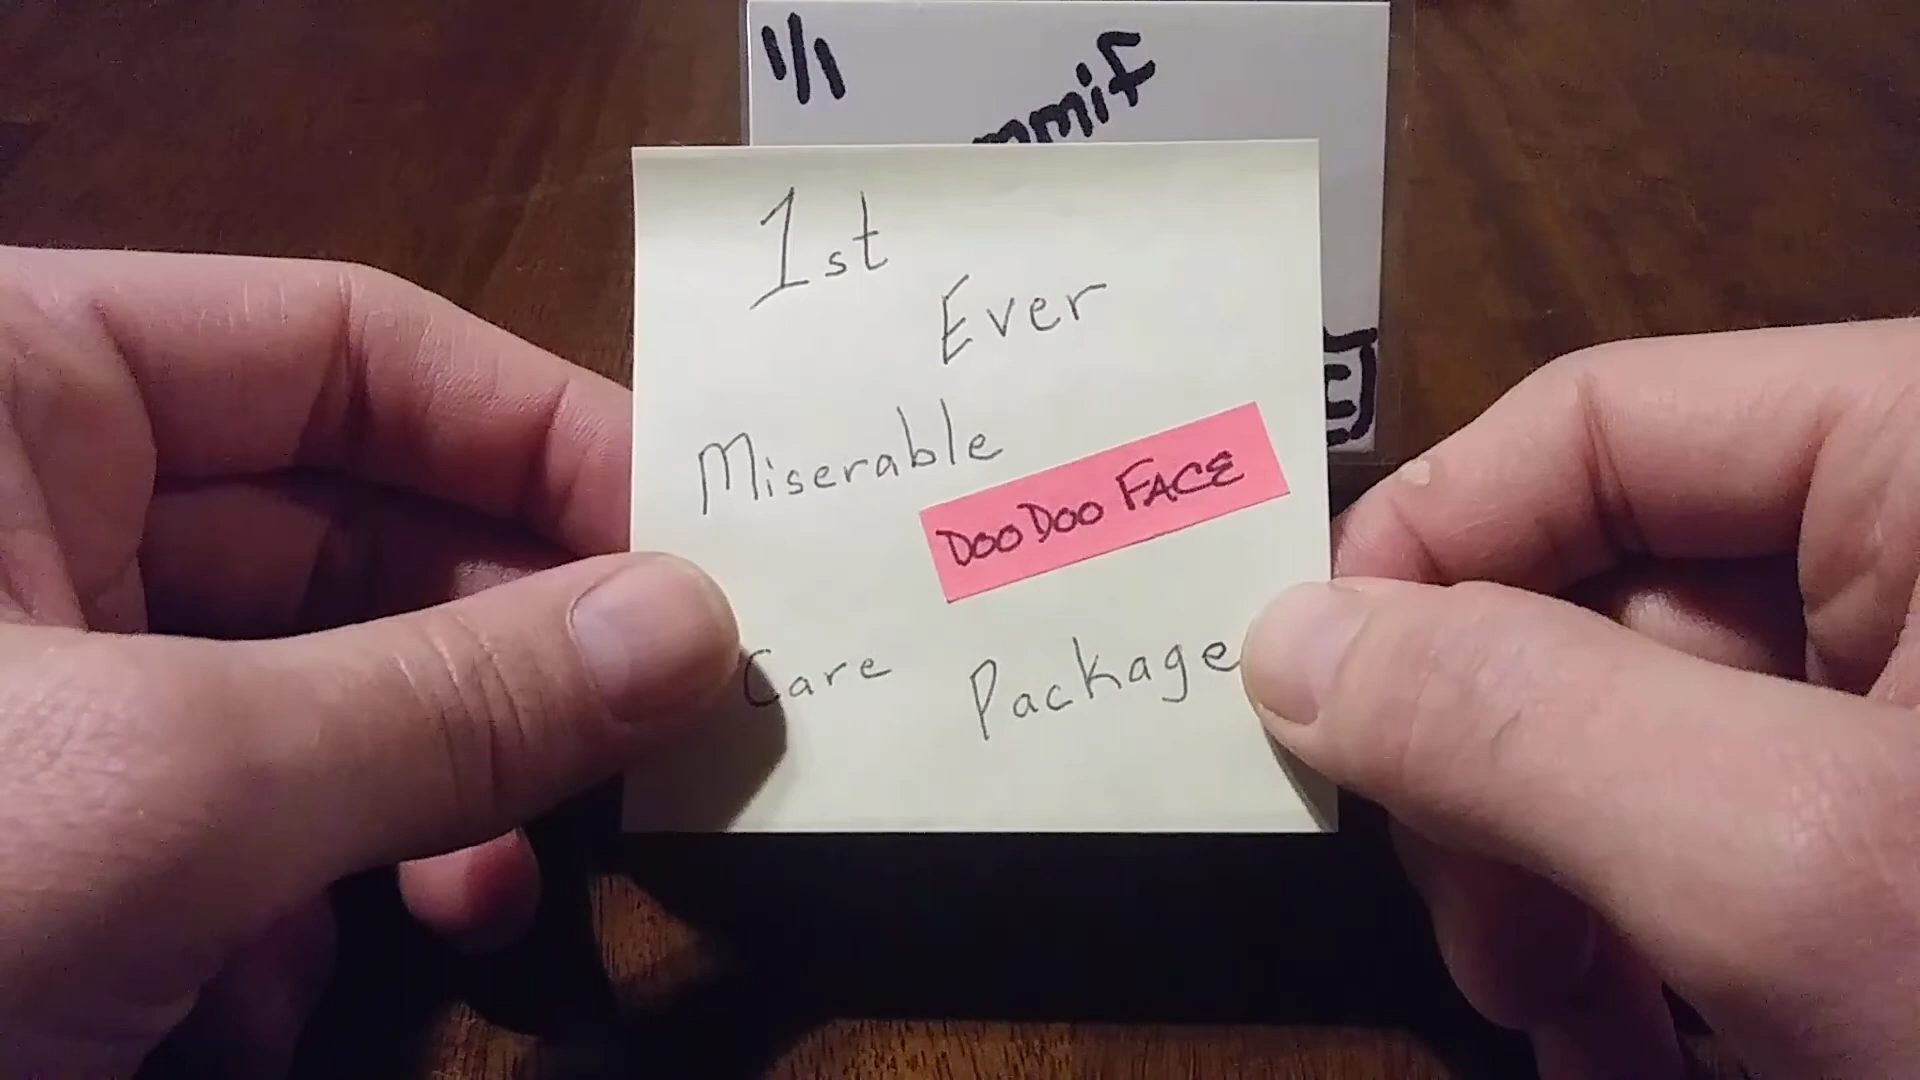 1/1
1st
Ever
Miserable
DOO DOO FACE
Care Package